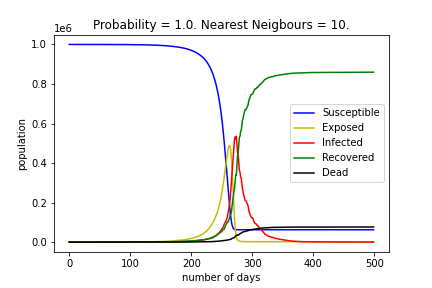 Probability = 1.0. Nearest Neigbours = 10.
1e6
1.0
0.8
0.6
0.4
0.2
0.0
population
Susceptible
Exposed
Infected
Recovered
Dead
0 100 200 300 400 500
number of days